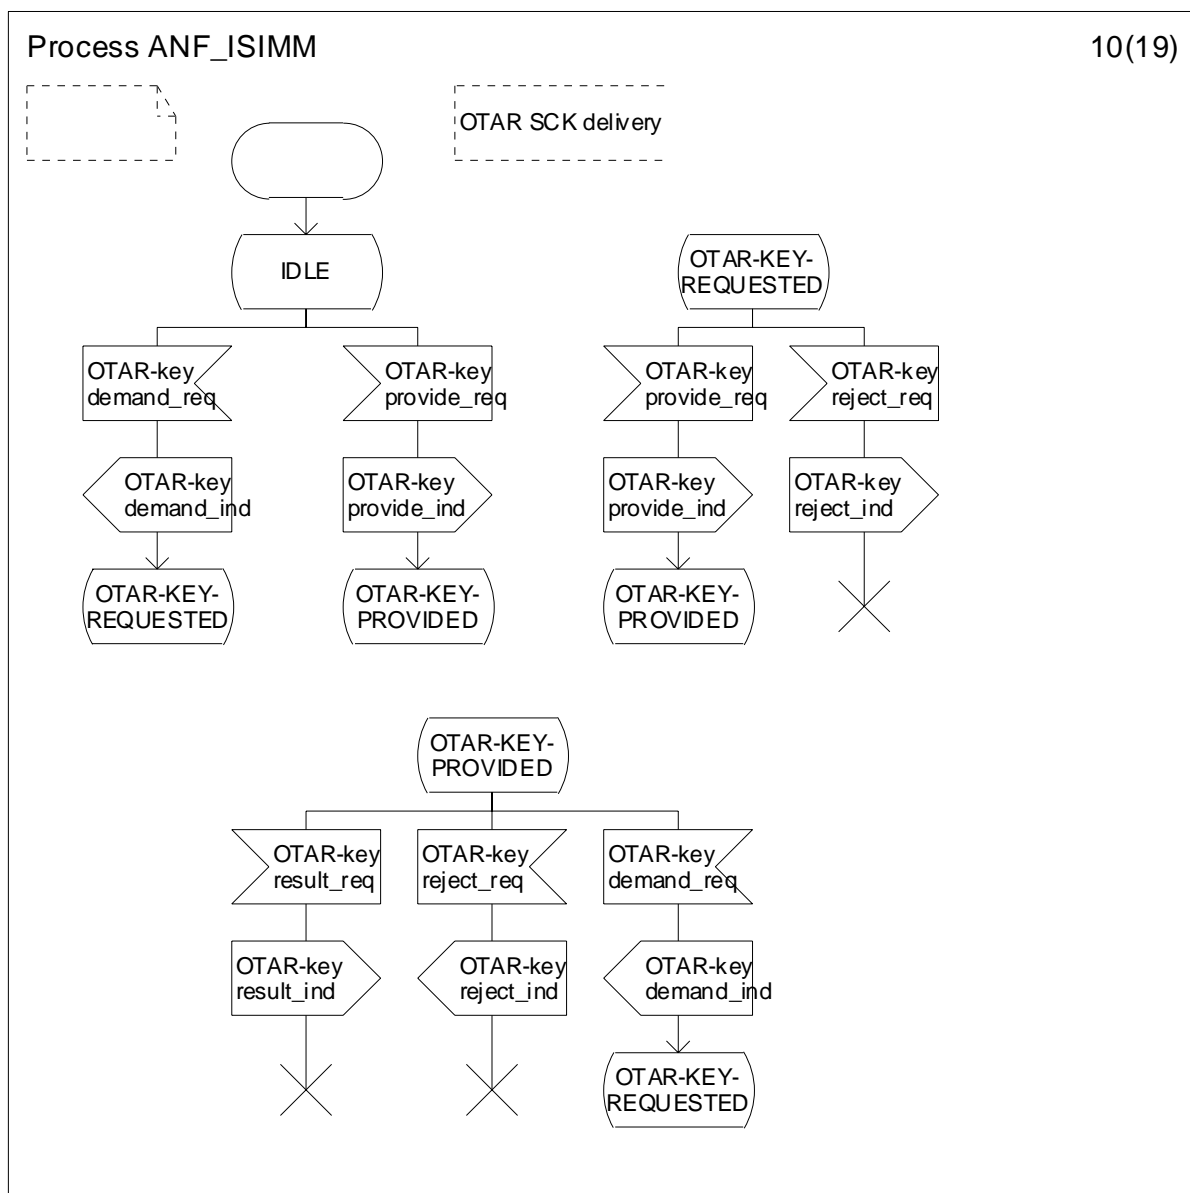 Process ANF_ISIMM
10(19)
OTAR SCK delivery
IDLE
OTAR-key
demand_req
OTAR-key
provide_req
OTAR-key
demand_ind
OTAR-key
provide_ind
OTAR-KEY-
REQUESTED
OTAR-KEY-
PROVIDED
OTAR-KEY-
REQUESTED
OTAR-key
provide_req
OTAR-key
reject_req
OTAR-key
provide_ind
OTAR-key
reject_ind
OTAR-KEY-
PROVIDED
OTAR-KEY-
PROVIDED
OTAR-key
result_req
OTAR-key
reject_req
OTAR-key
demand_req
OTAR-key
result_ind
OTAR-key
reject_ind
OTAR-key
demand_ind
OTAR-KEY-
REQUESTED